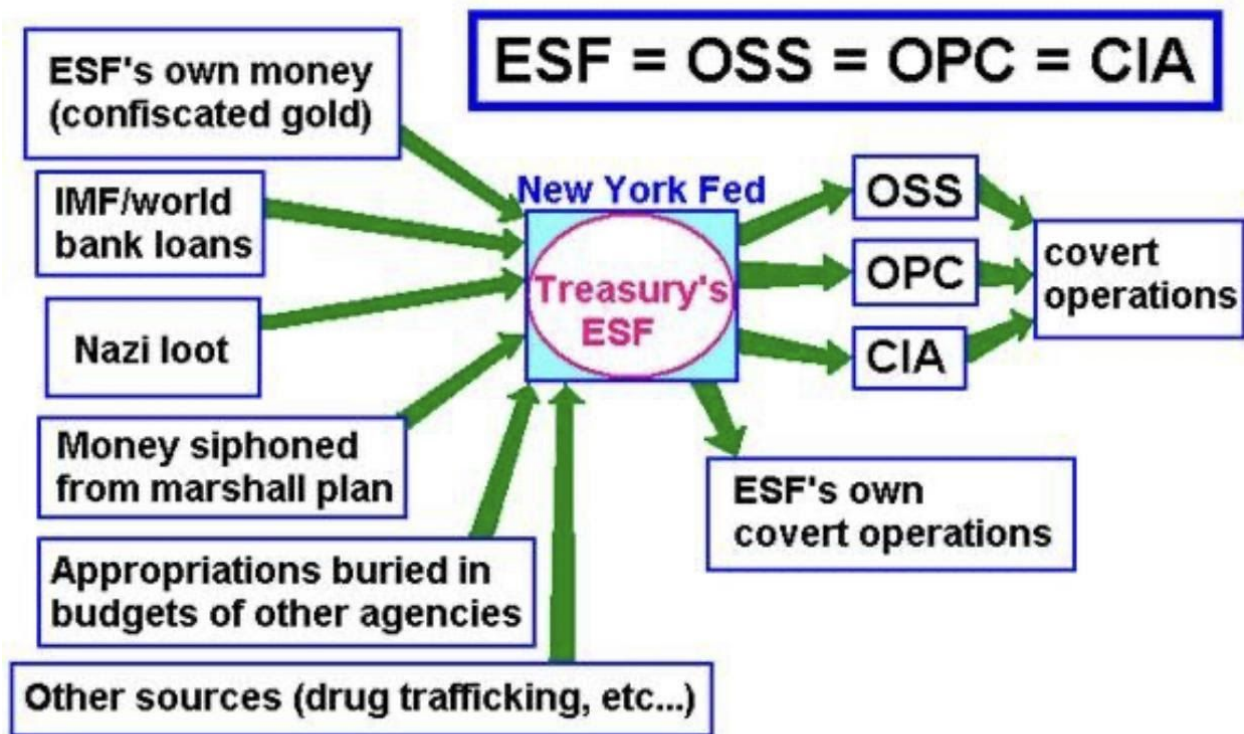 ESF = OSS = OPC = CIA
ESF's own money
(confiscated gold)
IMF/world
bank loans
Nazi loot
Money siphoned
from marshall plan
Appropriations buried in
budgets of other agencies
Other sources (drug trafficking, etc...)
New York Fed
Treasury's
ESF
OSS
OPC
CIA
covert
operations
ESF's own
covert operations